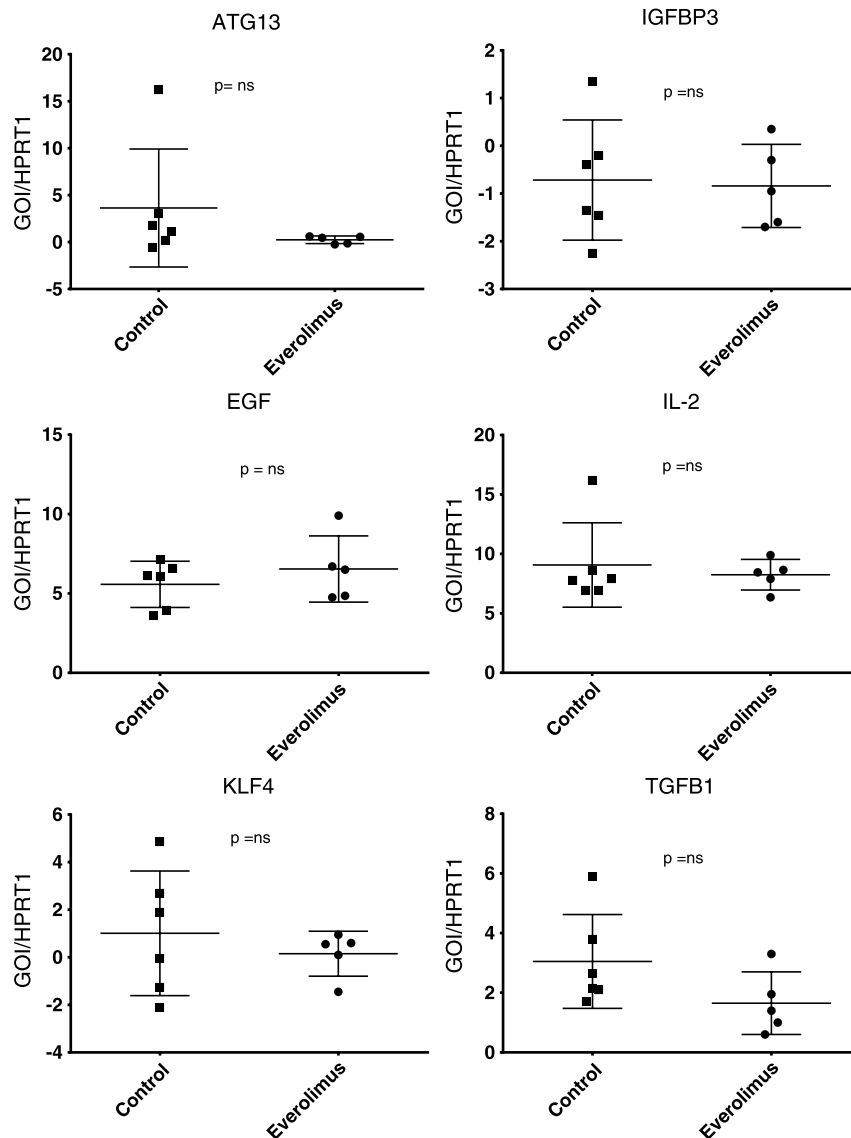 ATG13
20
15
10
5
0
-5
GOI/HPRT1
p= ns
Control
Everolimus
IGFBP3
2
1
0
-1
-2
-3
GOI/HPRT1
p =ns
Control
Everolimus
EGF
15
10
5
0
GOI/HPRT1
p = ns
Control
Everolimus
IL-2
20
15
10
5
0
GOI/HPRT1
p =ns
Control
Everolimus
KLF4
6
4
2
0
-2
-4
GOI/HPRT1
p =ns
Control
Everolimus
TGFB1
8
6
4
2
0
GOI/HPRT1
p =ns
Control
Everolimus